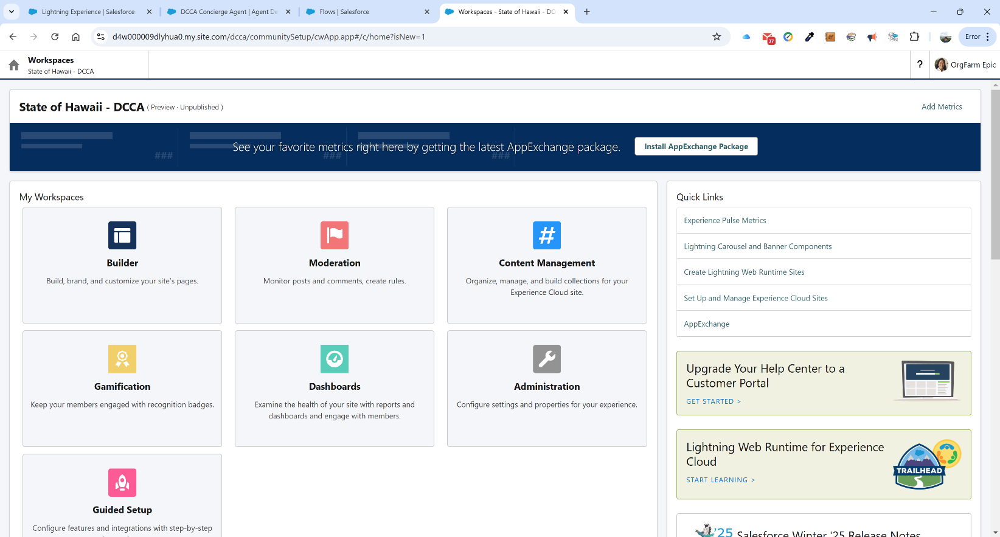 Lightning Experience | Salesforce
DCCA Concierge Agent | Agent De
Flows | Salesforce
Workspaces - State of Hawaii - DC
d4w000009dlyhua0.my.site.com/dcca/communitySetup/cwApp.app#/c/home?isNew=1
37
Error
Workspaces
State of Hawaii - DCCA
?
OrgFarm Epic
State of Hawaii - DCCA ( Preview · Unpublished )
Add Metrics
See your favorite metrics right here by getting the latest AppExchange package.
Install AppExchange Package
### ### ###
My Workspaces
Builder
Build, brand, and customize your site's pages.
Moderation
Monitor posts and comments, create rules.
Content Management
Organize, manage, and build collections for your
Experience Cloud site.
Gamification
Keep your members engaged with recognition badges.
Dashboards
Examine the health of your site with reports and
dashboards and engage with members.
Administration
Configure settings and properties for your experience.
Guided Setup
Configure features and integrations with step-by-step
Quick Links
Experience Pulse Metrics
Lightning Carousel and Banner Components
Create Lightning Web Runtime Sites
Set Up and Manage Experience Cloud Sites
AppExchange
Upgrade Your Help Center to a
Customer Portal
GET STARTED >
Lightning Web Runtime for Experience
Cloud
START LEARNING >
TRAILHEAD
'25
Salesforce Winter '25 Release Notes